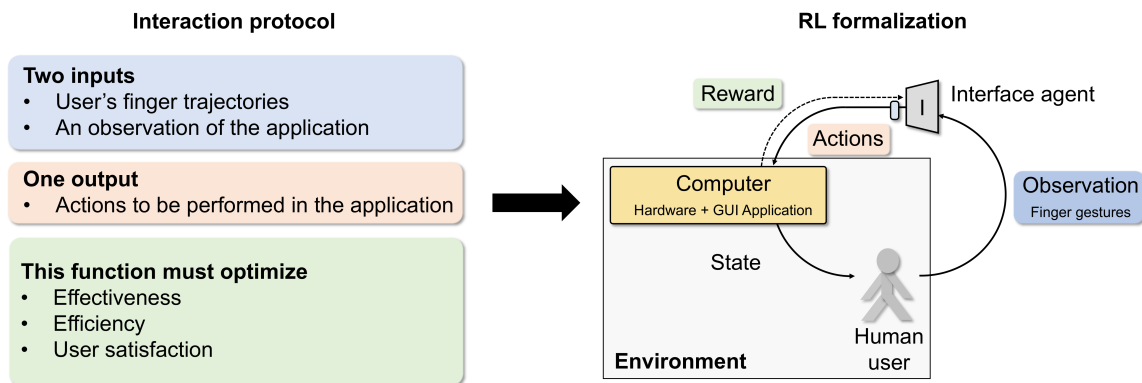 Interaction protocol
Two inputs
• User's finger trajectories
• An observation of the application
One output
• Actions to be performed in the application
This function must optimize
• Effectiveness
• Efficiency
• User satisfaction
RL formalization
Reward
I
Interface agent
Actions
Computer
Hardware + GUI Application
Observation
Finger gestures
State
Human
user
Environment